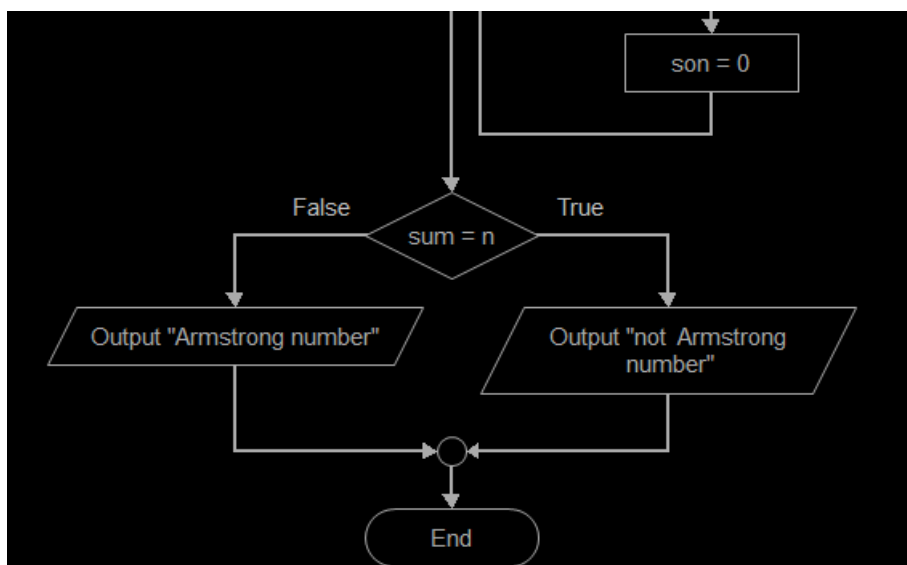 son = 0
False
True
sum = n
Output "Armstrong number"
Output "not Armstrong
number"
End